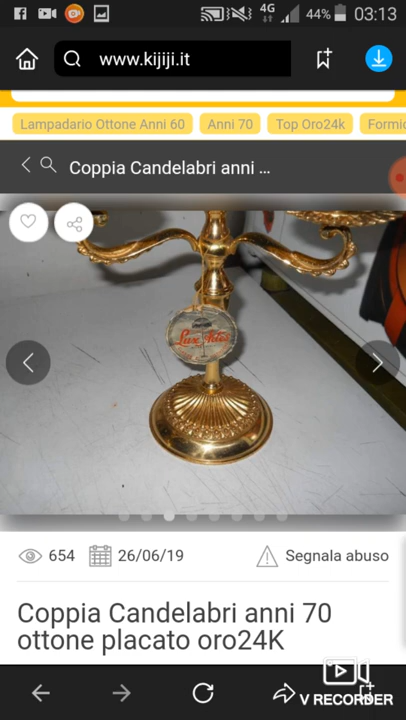 4G 44% 03:13
www.kijiji.it
Lampadario Ottone Anni 60 Anni 70 Top Oro24k Formic
Coppia Candelabri anni ...
Lux
654 26/06/19 Segnala abuso
Coppia Candelabri anni 70
ottone placato oro24K
V RECORDER